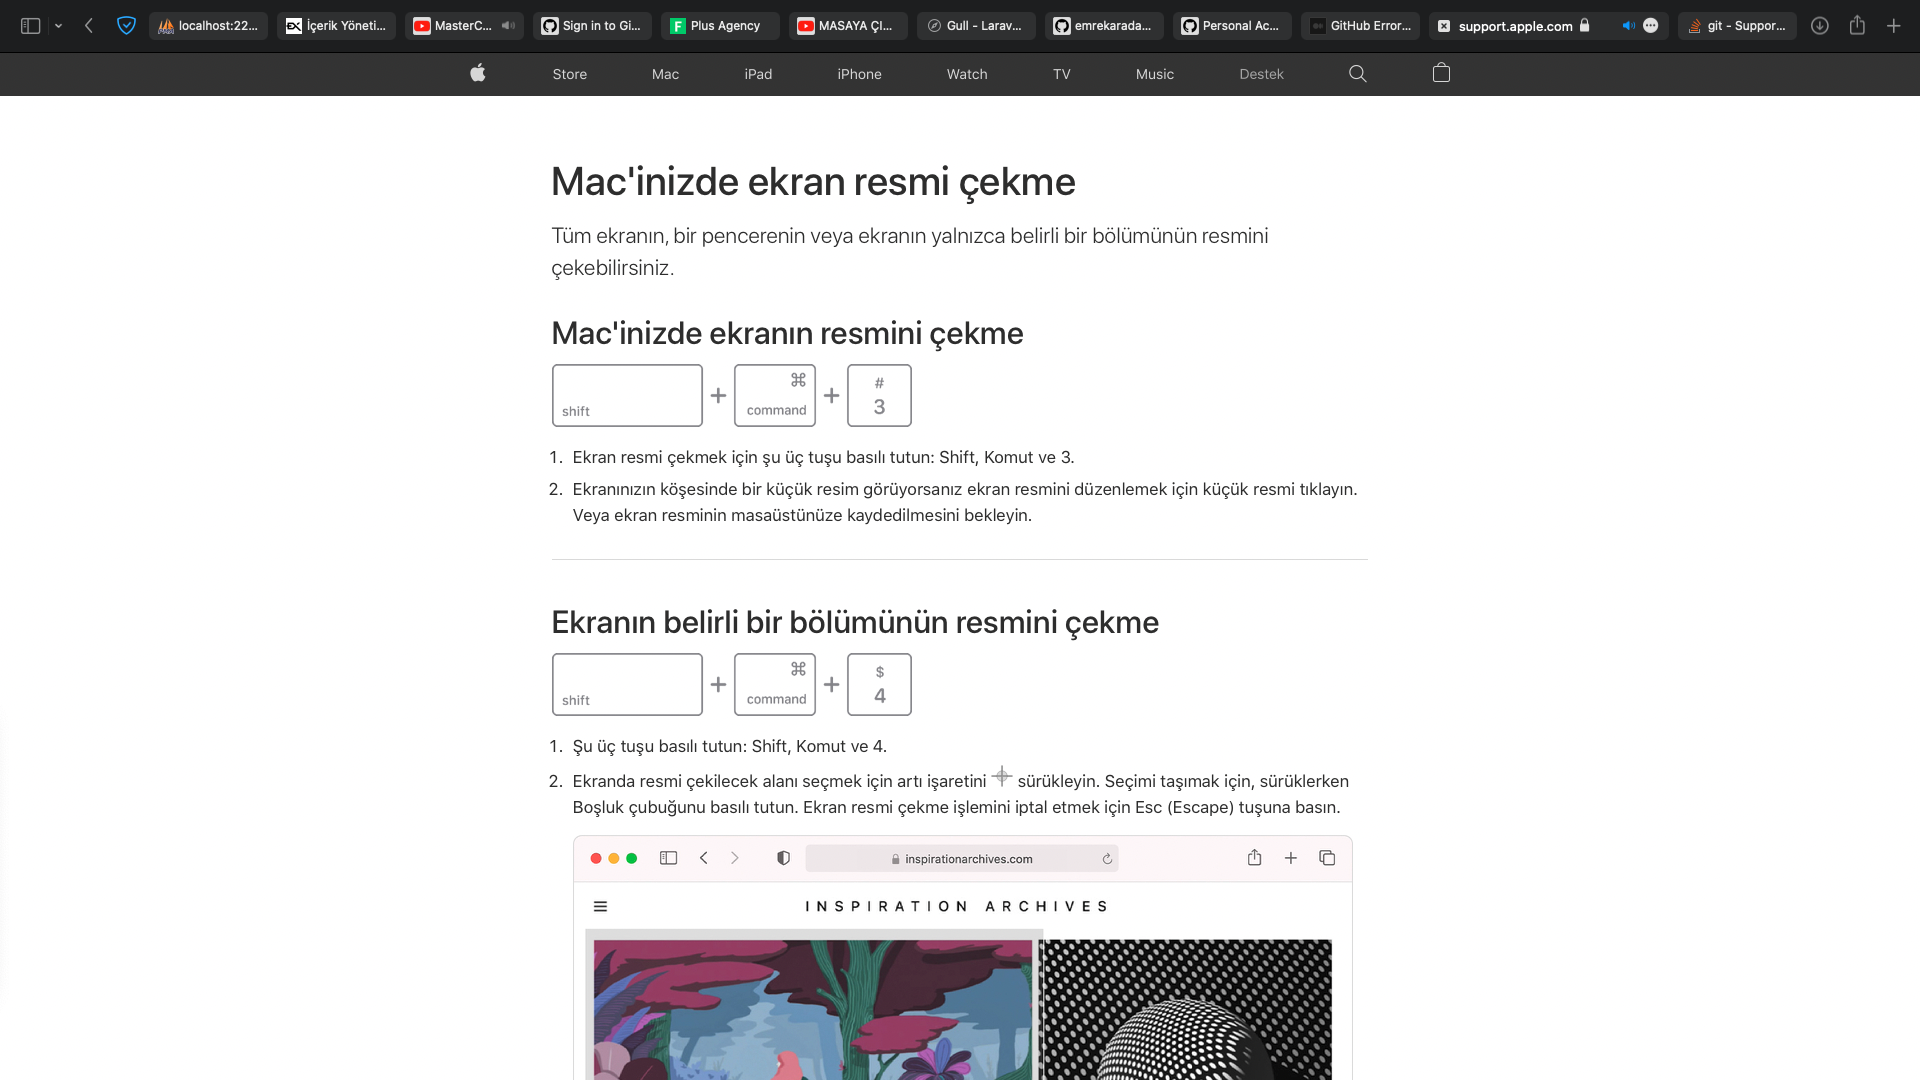 localhost:22...
İçerik Yöneti...
MasterC...
Sign in to Gi...
Plus Agency
MASAYA ÇI...
Gull - Larav...
emrekarada...
Personal Ac...
GitHub Error...
support.apple.com
git - Suppor...
Store
Mac
iPad
iPhone
Watch
TV
Music
Destek
Mac'inizde ekran resmi çekme
Tüm ekranın, bir pencerenin veya ekranın yalnızca belirli bir bölümünün resmini
çekebilirsiniz.
Mac'inizde ekranın resmini çekme
shift + ⌘ command + # 3
1. Ekran resmi çekmek için şu üç tuşu basılı tutun: Shift, Komut ve 3.
2. Ekranınızın köşesinde bir küçük resim görüyorsanız ekran resmini düzenlemek için küçük resmi tıklayın.
Veya ekran resminin masaüstünüze kaydedilmesini bekleyin.
Ekranın belirli bir bölümünün resmini çekme
shift + ⌘ command + $ 4
1. Şu üç tuşu basılı tutun: Shift, Komut ve 4.
2. Ekranda resmi çekilecek alanı seçmek için artı işaretini sürükleyin. Seçimi taşımak için, sürüklerken
Boşluk çubuğunu basılı tutun. Ekran resmi çekme işlemini iptal etmek için Esc (Escape) tuşuna basın.
inspirationarchives.com
INSPIRATION ARCHIVES